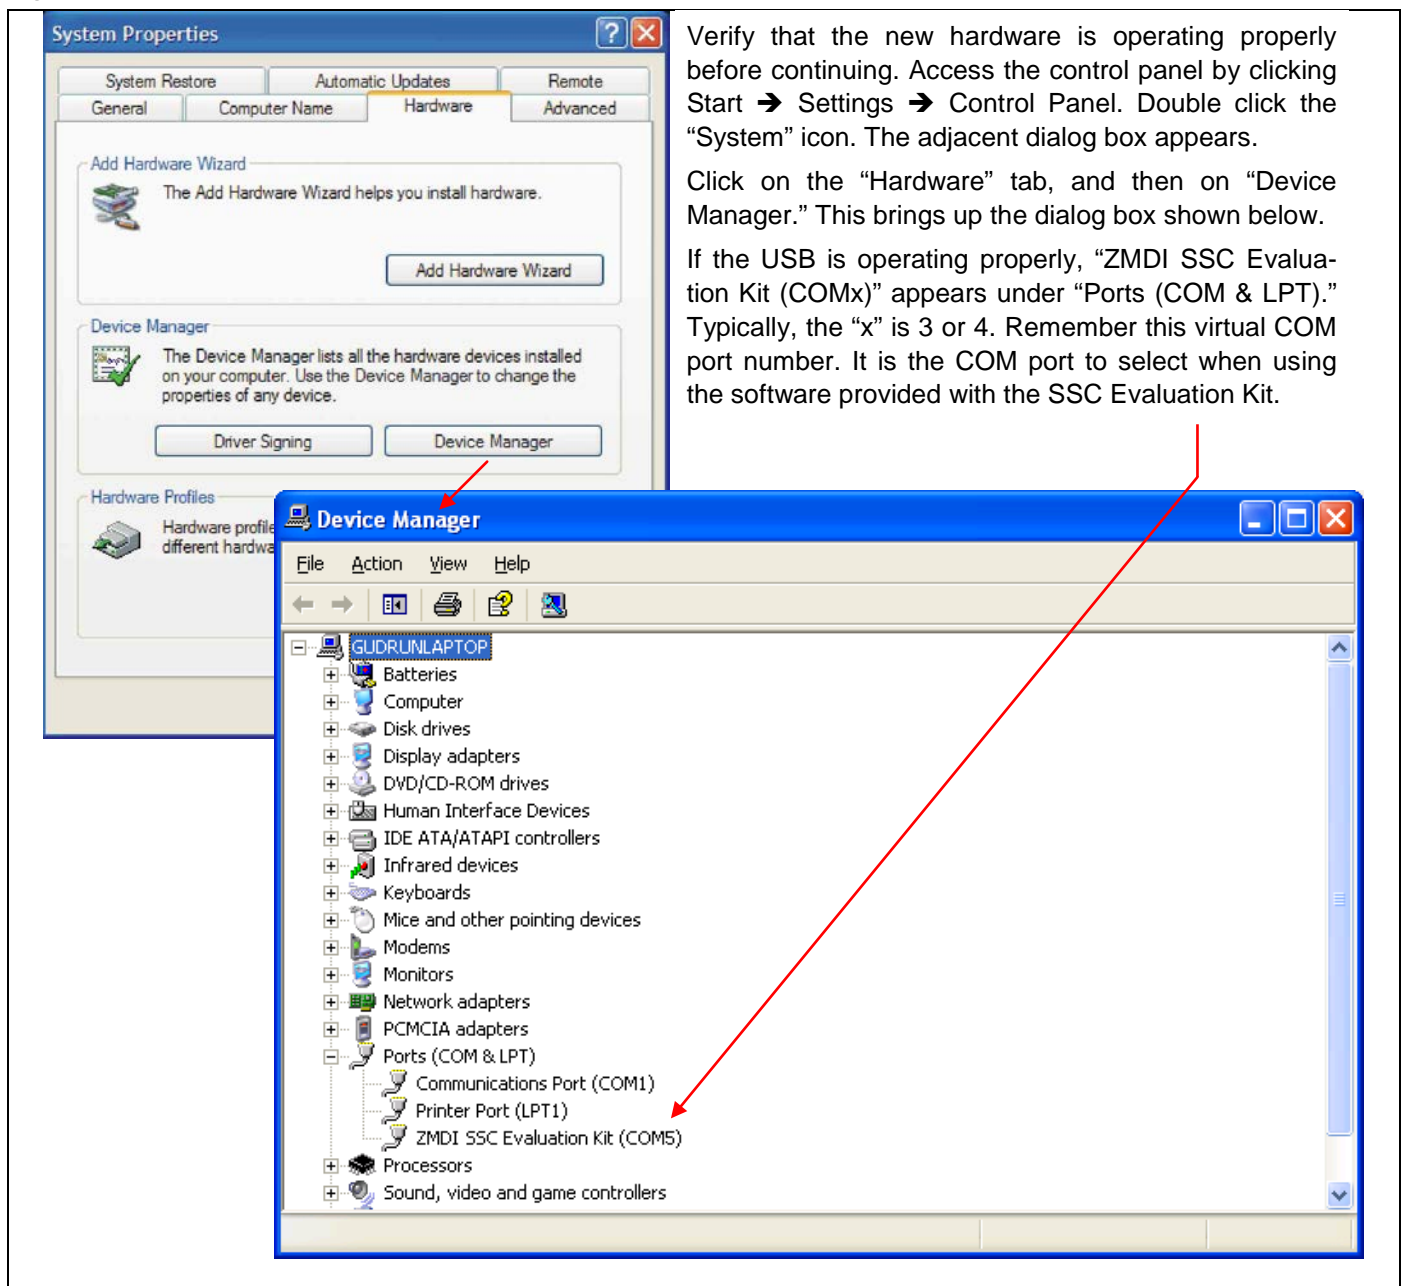 System Properties
System Restore Automatic Updates Remote
General Computer Name Hardware Advanced
Add Hardware Wizard
The Add Hardware Wizard helps you install hardware.
Add Hardware Wizard
Device Manager
The Device Manager lists all the hardware devices installed
on your computer. Use the Device Manager to change the
properties of any device.
Driver Signing Device Manager
Hardware Profiles
Hardware profile
different hardwa
Verify that the new hardware is operating properly
before continuing. Access the control panel by clicking
Start ➔ Settings ➔ Control Panel. Double click the
“System” icon. The adjacent dialog box appears.
Click on the “Hardware” tab, and then on “Device
Manager.” This brings up the dialog box shown below.
If the USB is operating properly, “ZMDI SSC Evalua-
tion Kit (COMx)” appears under “Ports (COM & LPT).”
Typically, the “x” is 3 or 4. Remember this virtual COM
port number. It is the COM port to select when using
the software provided with the SSC Evaluation Kit.
Device Manager
File Action View Help
GUDRUNLAPTOP
Batteries
Computer
Disk drives
Display adapters
DVD/CD-ROM drives
Human Interface Devices
IDE ATA/ATAPI controllers
Infrared devices
Keyboards
Mice and other pointing devices
Modems
Monitors
Network adapters
PCMCIA adapters
Ports (COM & LPT)
Communications Port (COM1)
Printer Port (LPT1)
ZMDI SSC Evaluation Kit (COM5)
Processors
Sound, video and game controllers